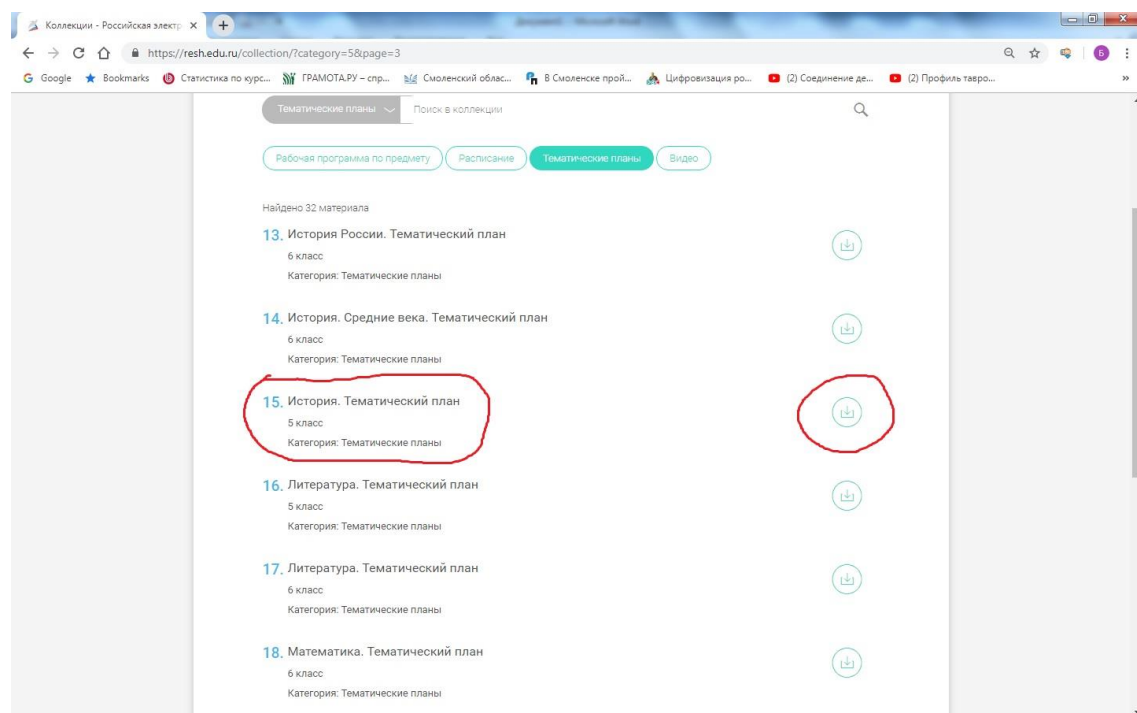 Коллекции - Российская электр
https://resh.edu.ru/collection/?category=5&page=3
Б
Google Bookmarks Статистика по курс... ГРАМОТА.РУ – спр... Смоленский облас... В Смоленске прой... Цифровизация ро... (2) Соединение де... (2) Профиль тавро... »
Тематические планы Поиск в коллекции
Рабочая программа по предмету Расписание Тематические планы Видео
Найдено 32 материала
13. История России. Тематический план
6 класс
Категория: Тематические планы
14. История. Средние века. Тематический план
6 класс
Категория: Тематические планы
15. История. Тематический план
5 класс
Категория: Тематические планы
16. Литература. Тематический план
5 класс
Категория: Тематические планы
17. Литература. Тематический план
6 класс
Категория: Тематические планы
18. Математика. Тематический план
6 класс
Категория: Тематические планы